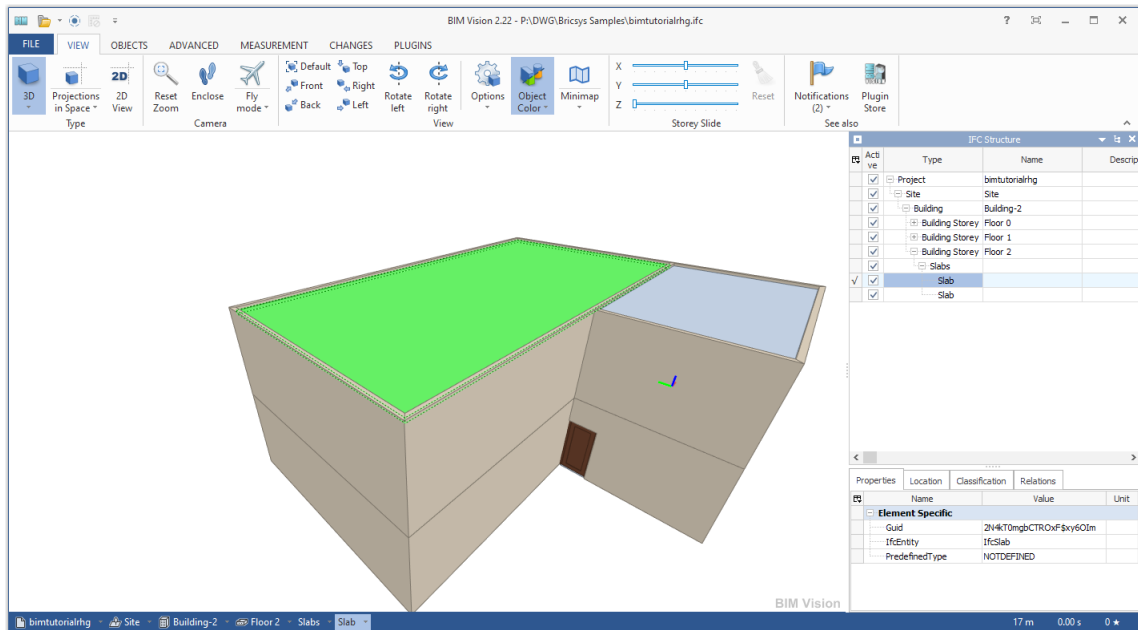 BIM Vision 2.22 - P:\DWG\Bricsys Samples\bimtutorialrhg.ifc
FILE VIEW OBJECTS ADVANCED MEASUREMENT CHANGES PLUGINS
3D
Projections in Space
2D
2D View
Type
Reset Zoom
Enclose
Fly mode
Camera
Default Top
Front Right
Back Left
Rotate left
Rotate right
Options
Object Color
Minimap
View
X
Y
Z
Reset
Storey Slide
Notifications (2)
Plugin Store
See also
IFC Structure
Active Type Name Descrip
Project bimtutorialrhg
Site Site
Building Building-2
Building Storey Floor 0
Building Storey Floor 1
Building Storey Floor 2
Slabs
Slab
Slab
Properties Location Classification Relations
Name Value Unit
Element Specific
Guid 2N4kT0mgbCTROxF$xy6OIm
IfcEntity IfcSlab
PredefinedType NOTDEFINED
BIM Vision
bimtutorialrhg Site Building-2 Floor 2 Slabs Slab 17 m 0.00 s 0